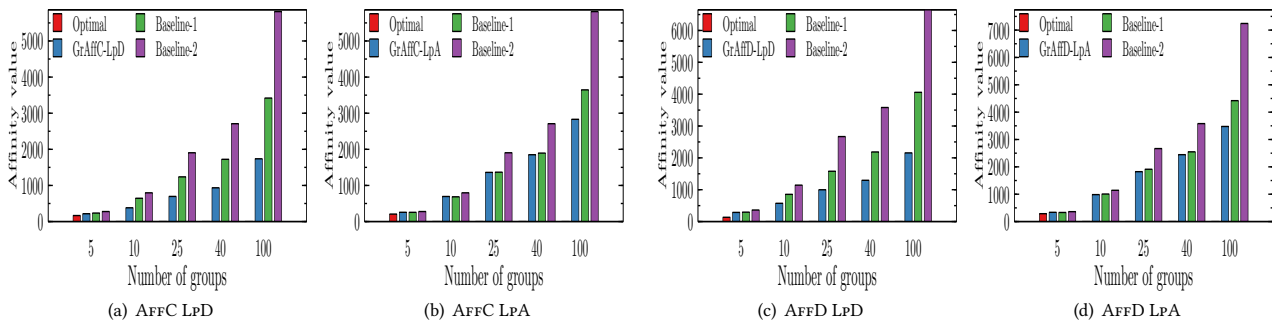 Affinity value
5000
4000
3000
2000
1000
0
Optimal
GrAffC-LpD
Baseline-1
Baseline-2
5 10 25 40 100
Number of groups
(a) AFFC LPD
Affinity value
5000
4000
3000
2000
1000
0
Optimal
GrAffC-LpA
Baseline-1
Baseline-2
5 10 25 40 100
Number of groups
(b) AFFC LPA
Affinity value
6000
5000
4000
3000
2000
1000
0
Optimal
GrAffD-LpD
Baseline-1
Baseline-2
5 10 25 40 100
Number of groups
(c) AFFD LPD
Affinity value
7000
6000
5000
4000
3000
2000
1000
0
Optimal
GrAffD-LpA
Baseline-1
Baseline-2
5 10 25 40 100
Number of groups
(d) AFFD LPA